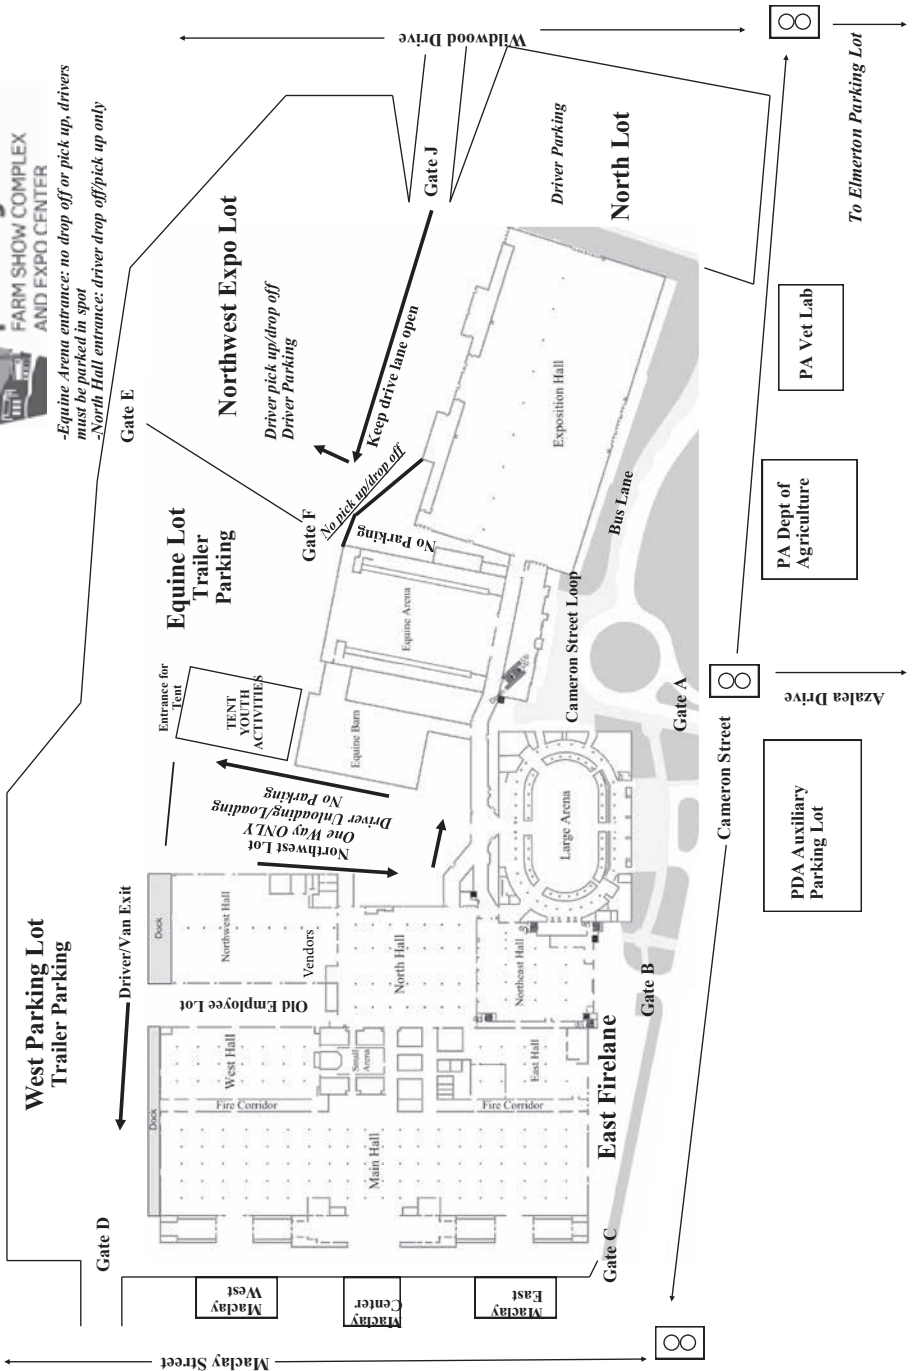 FARM SHOW COMPLEX
AND EXPO CENTER
-Equine Arena entrance: no drop off or pick up, drivers
must be parked in spot
-North Hall entrance: driver drop off/pick up only
West Parking Lot
Trailer Parking
Driver/Van Exit
Gate D
Gate E
Equine Lot
Trailer
Parking
Northwest Expo Lot
Driver pick up/drop off
Driver Parking
Gate F
No pick up/drop off
Keep drive lane open
Gate J
Wildwood Drive
Driver Parking
North Lot
Entrance for
Tent
TENT
YOUTH
ACTIVITIES
No Parking
Equine Arena
Equine Barn
Exposition Hall
Northwest Lot
One Way ONLY
Driver Unloading/Loading
No Parking
Dock
Northwest Hall
Vendors
Old Employee Lot
North Hall
Northeast Hall
Large Arena
Dock
West Hall
Small
Arena
Fire Corridor
Fire Corridor
East Hall
Main Hall
East Firelane
Cameron Street Loop
Bus Lane
Gate A
Gate B
Gate C
Maclay
West
Maclay
Center
Maclay
East
Maclay Street
Cameron Street
Azalea Drive
PDA Auxiliary
Parking Lot
PA Dept of
Agriculture
PA Vet Lab
To Elmerton Parking Lot